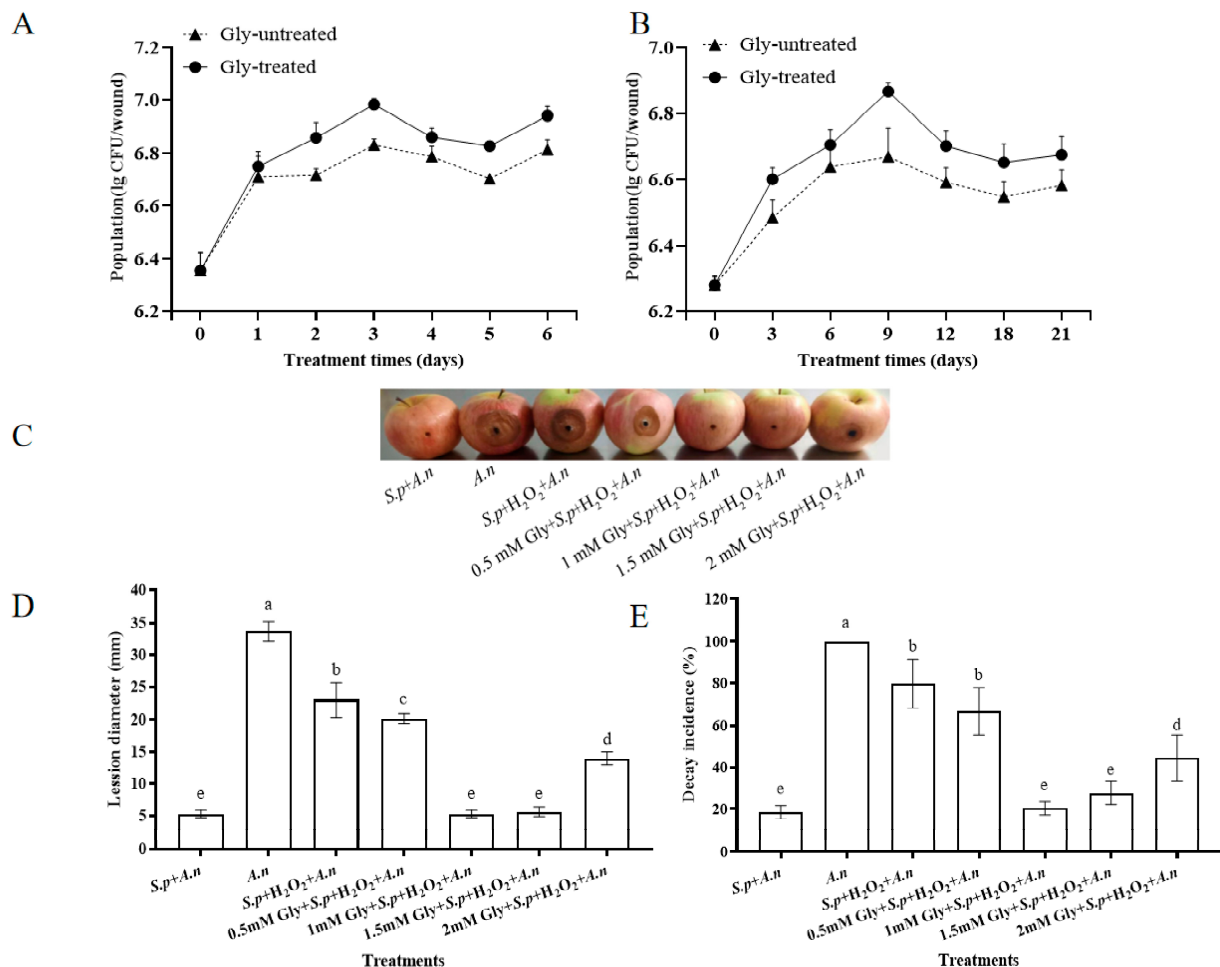 A
Gly-untreated
Gly-treated
7.2
7.0
6.8
6.6
6.4
6.2
Population(lg CFU/wound)
0 1 2 3 4 5 6
Treatment times (days)
B
Gly-untreated
Gly-treated
7.0
6.8
6.6
6.4
6.2
Population(lg CFU/wound)
0 3 6 9 12 18 21
Treatment times (days)
C
S.p+A.n
A.n
S.p+H2O2+A.n
0.5 mM Gly+S.p+H2O2+A.n
1 mM Gly+S.p+H2O2+A.n
1.5 mM Gly+S.p+H2O2+A.n
2 mM Gly+S.p+H2O2+A.n
D
40
35
30
25
20
15
10
5
0
Lession diameter (mm)
e a b c e e d
S.p+A.n
A.n
S.p+H2O2+A.n
0.5mM Gly+S.p+H2O2+A.n
1mM Gly+S.p+H2O2+A.n
1.5mM Gly+S.p+H2O2+A.n
2mM Gly+S.p+H2O2+A.n
Treatments
E
120
100
80
60
40
20
0
Decay incidence (%)
e a b b e e d
S.p+A.n
A.n
S.p+H2O2+A.n
0.5mM Gly+S.p+H2O2+A.n
1mM Gly+S.p+H2O2+A.n
1.5mM Gly+S.p+H2O2+A.n
2mM Gly+S.p+H2O2+A.n
Treatments